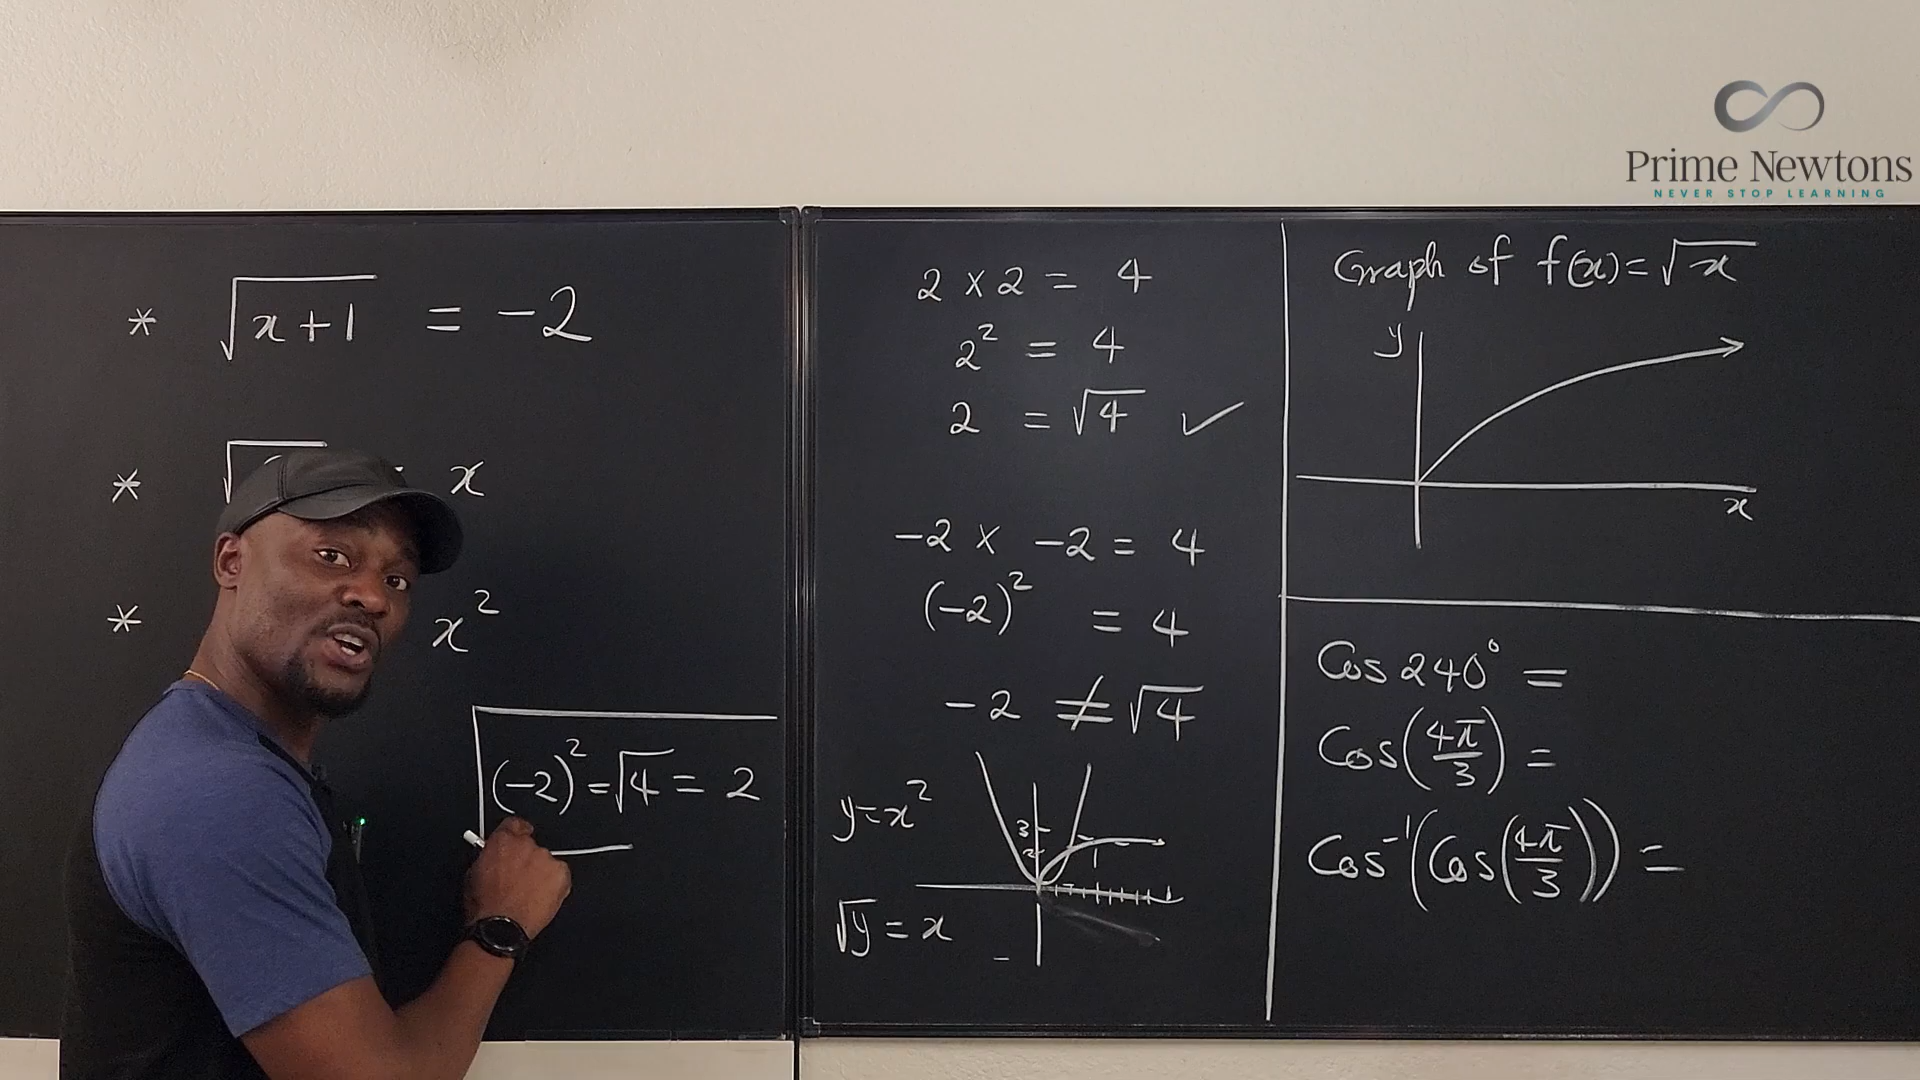 Prime Newtons
NEVER STOP LEARNING
* √(x+1) = -2
* √ x
* x²
(-2)² = √4 = 2
2 × 2 = 4
2² = 4
2 = √4 ✓
-2 × -2 = 4
(-2)² = 4
-2 ≠ √4
y=x²
3
2
√y = x
Graph of f(x) = √x
y
x
Cos 240° =
Cos(4π/3) =
Cos⁻¹(Cos(4π/3)) =